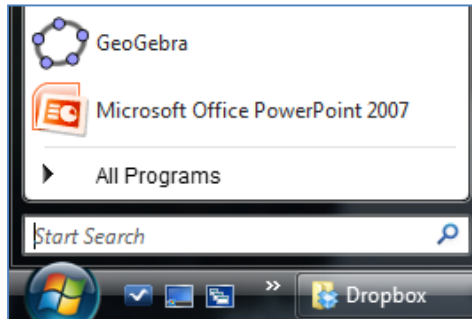 GeoGebra
Microsoft Office PowerPoint 2007
All Programs
Start Search
»
Dropbox